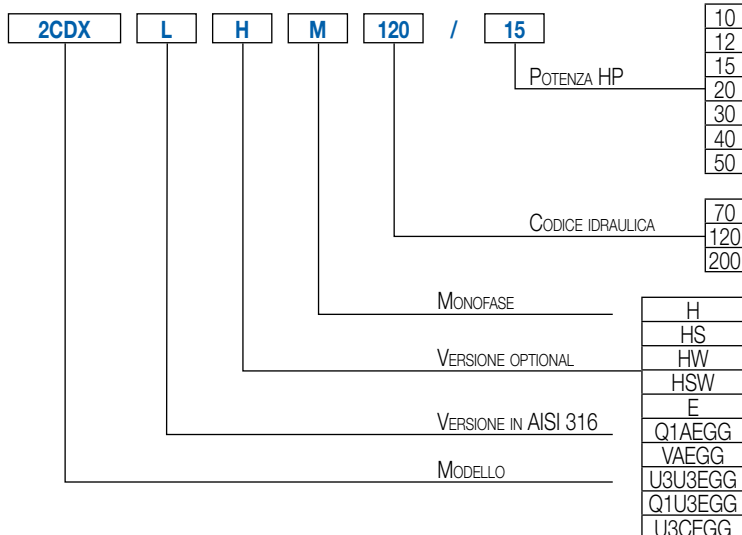 2CDX L H M 120 / 15
POTENZA HP
10
12
15
20
30
40
50
CODICE IDRAULICA
70
120
200
MONOFASE
VERSIONE OPTIONAL
VERSIONE IN AISI 316
MODELLO
H
HS
HW
HSW
E
Q1AEGG
VAEGG
U3U3EGG
Q1U3EGG
U3CEGG